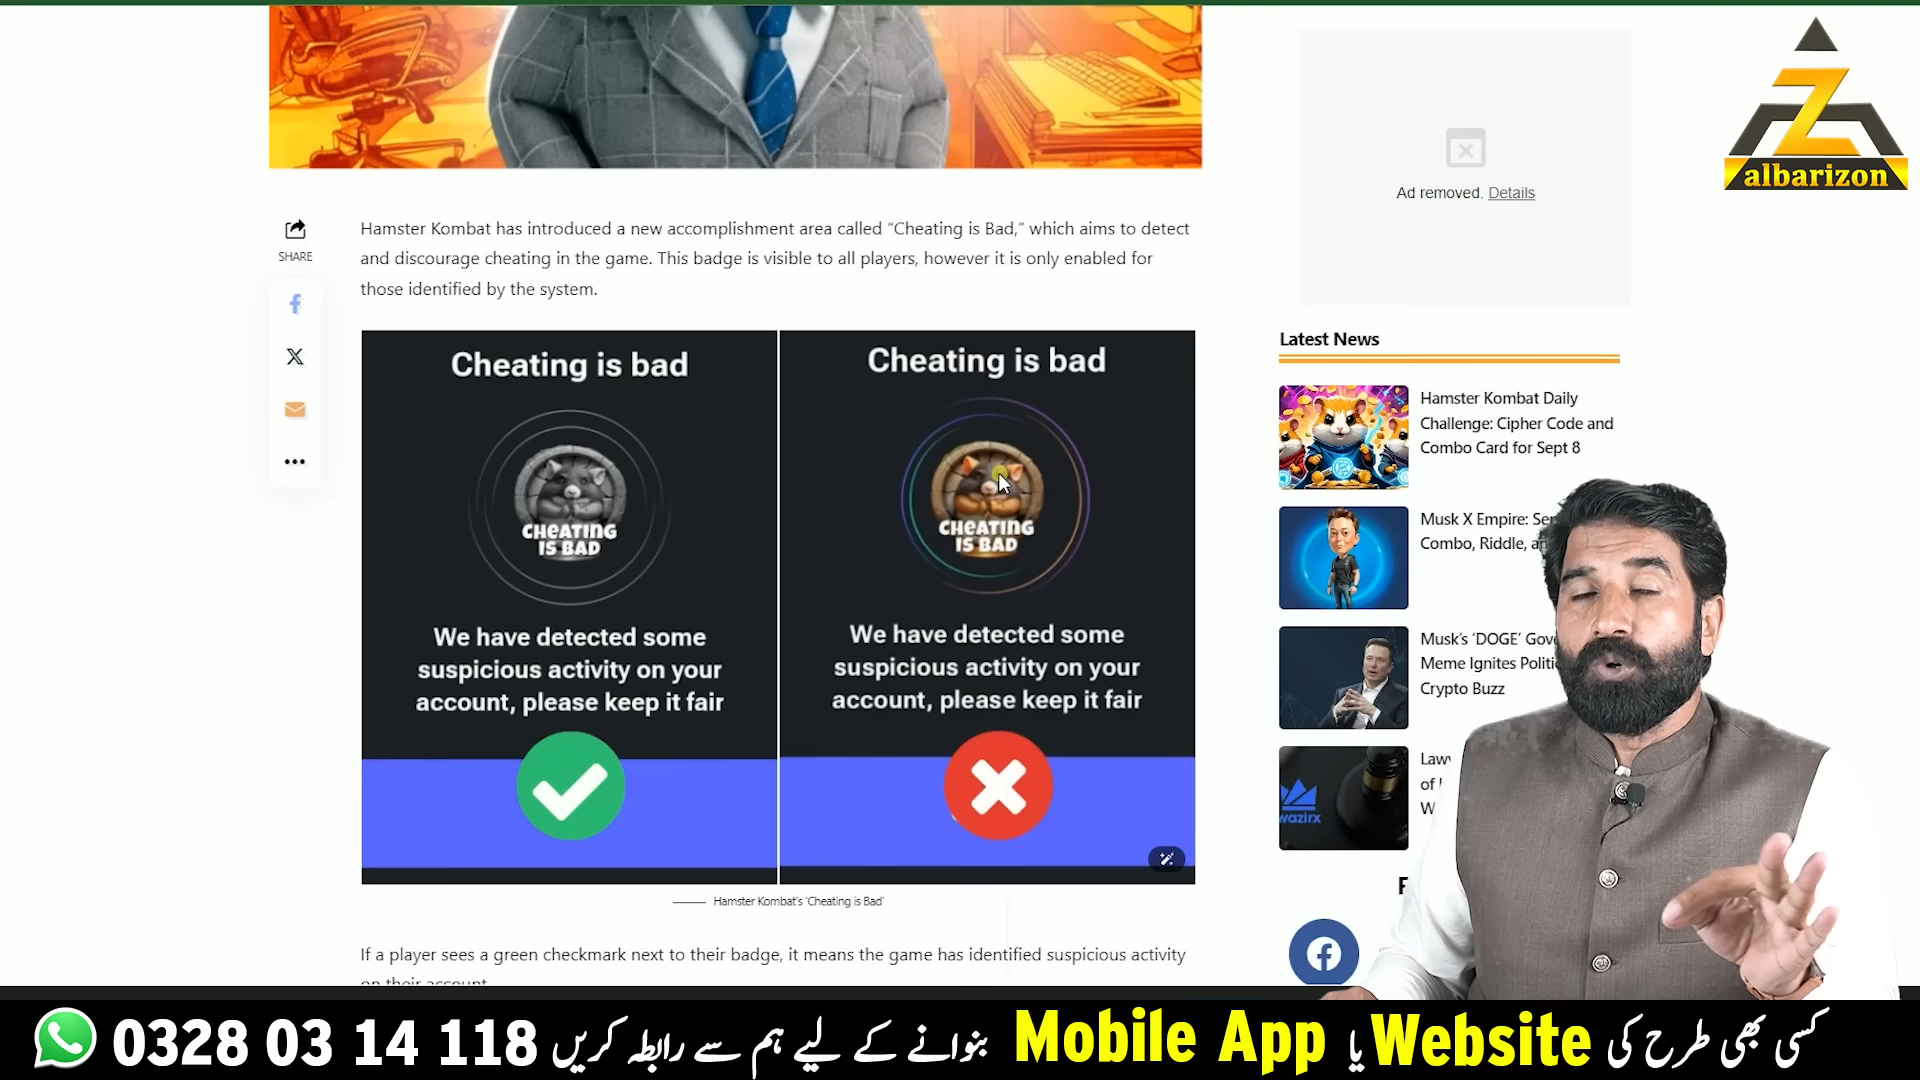 albarizon
Ad removed. Details
SHARE
Hamster Kombat has introduced a new accomplishment area called “Cheating is Bad,” which aims to detect
and discourage cheating in the game. This badge is visible to all players, however it is only enabled for
those identified by the system.
Cheating is bad
CHEATING
IS BAD
We have detected some
suspicious activity on your
account, please keep it fair
Cheating is bad
CHEATING
IS BAD
We have detected some
suspicious activity on your
account, please keep it fair
Hamster Kombat's 'Cheating is Bad'
If a player sees a green checkmark next to their badge, it means the game has identified suspicious activity
on their account.
Latest News
Hamster Kombat Daily
Challenge: Cipher Code and
Combo Card for Sept 8
Musk X Empire:
Combo, Riddle,
Musk's ‘DOGE’
Meme Ignites
Crypto Buzz
wazirx
of
کسی بھی طرح کی Website یا Mobile App بنوانے کے لیے ہم سے رابطہ کریں 0328 03 14 118